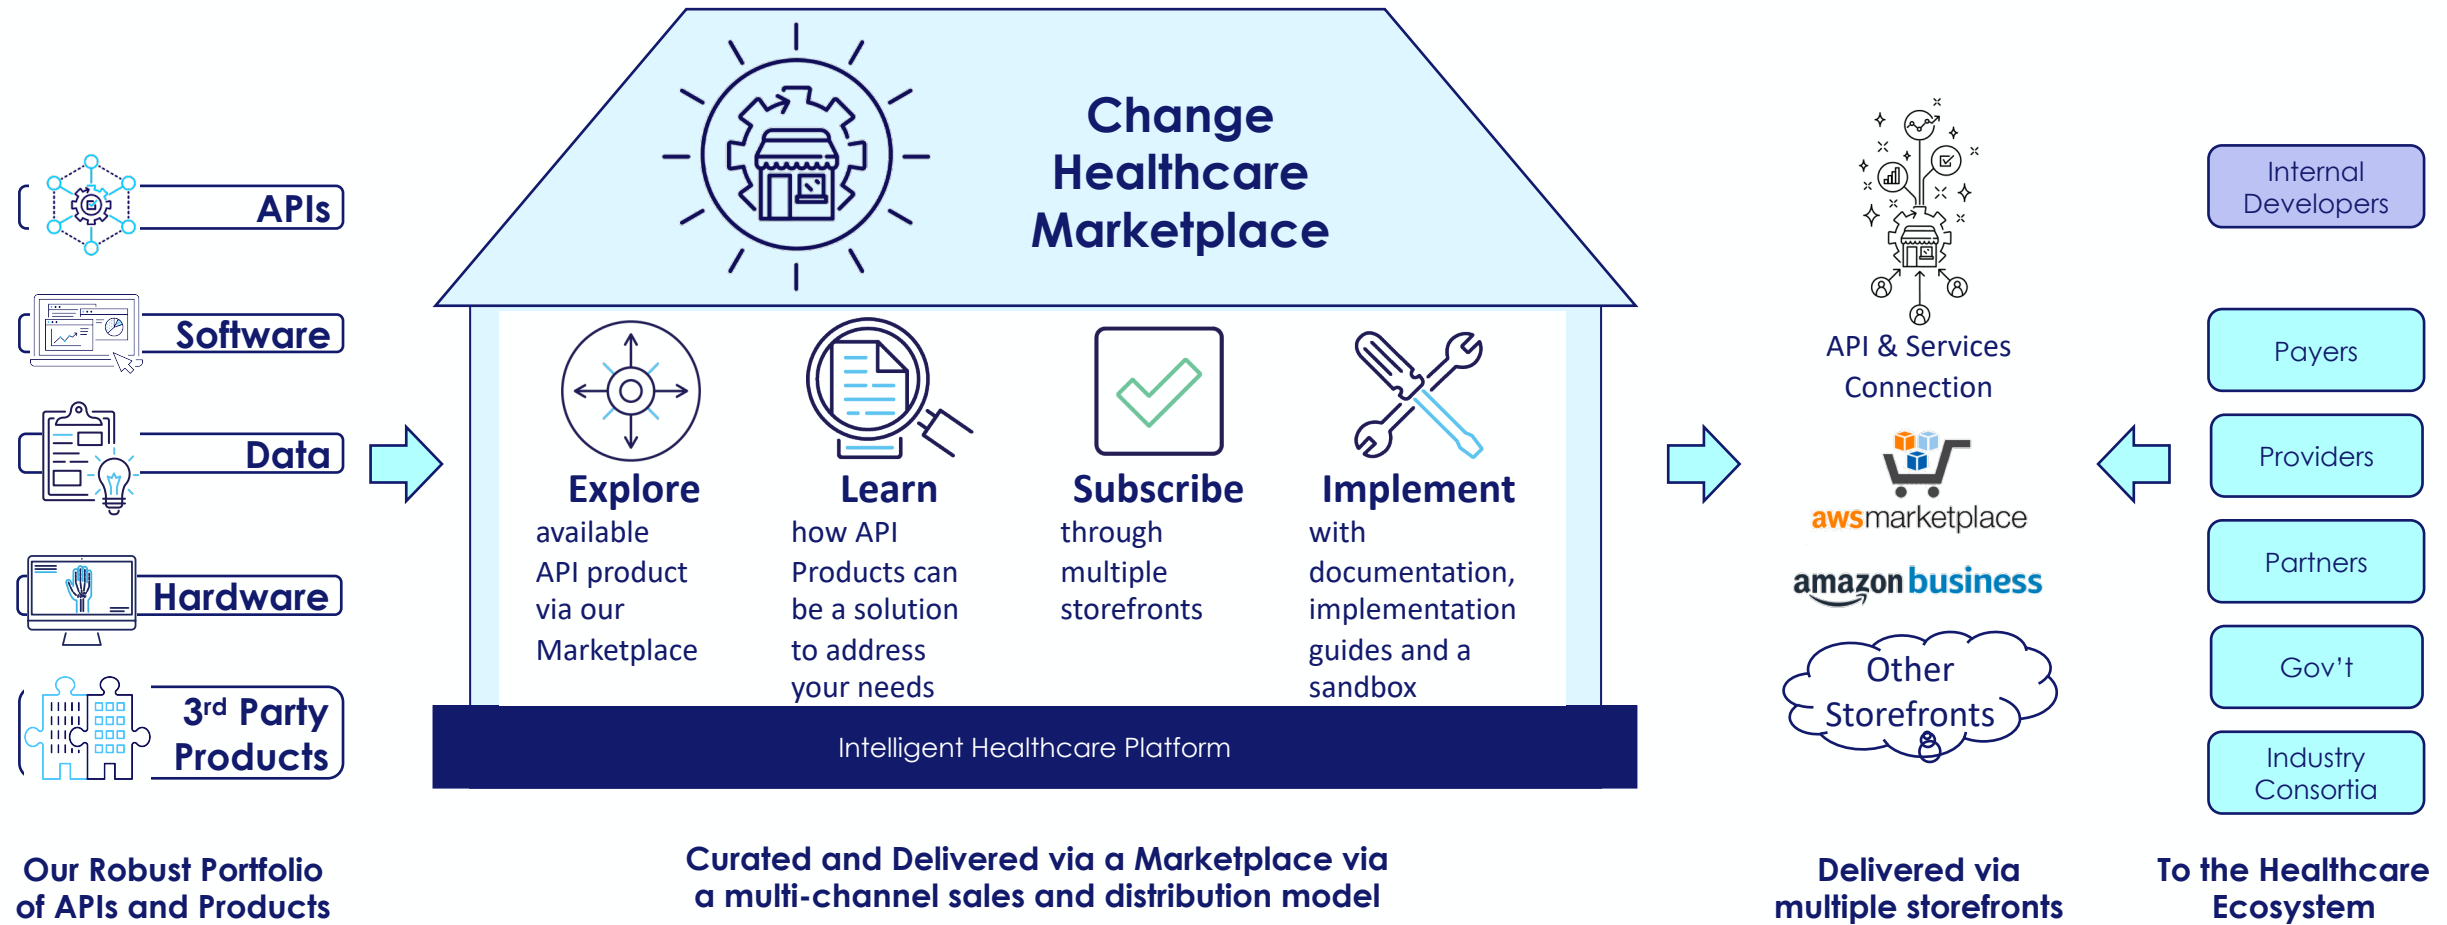 APIs
Software
Data
Hardware
3rd Party
Products
Our Robust Portfolio
of APIs and Products
Change
Healthcare
Marketplace
Explore
available
API product
via our
Marketplace
Learn
how API
Products can
be a solution
to address
your needs
Subscribe
through
multiple
storefronts
Implement
with
documentation,
implementation
guides and a
sandbox
Intelligent Healthcare Platform
Curated and Delivered via a Marketplace via
a multi-channel sales and distribution model
API & Services
Connection
awsmarketplace
amazon business
Other
Storefronts
Delivered via
multiple storefronts
Internal
Developers
Payers
Providers
Partners
Gov’t
Industry
Consortia
To the Healthcare
Ecosystem